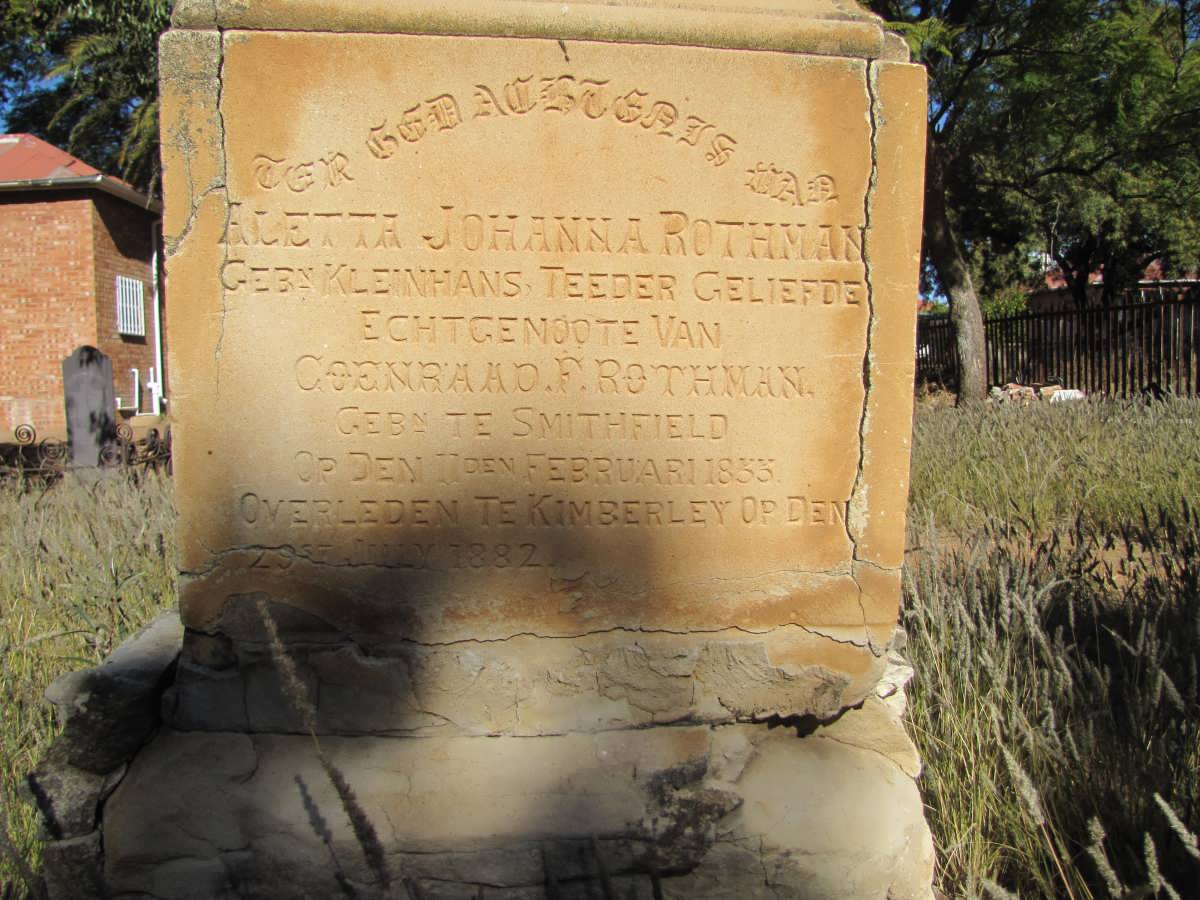 TER GEDACHTENIS VAN
ALETTA JOHANNA ROTHMAN
GEBN KLEINHANS, TEEDER GELIEFDE
ECHTGENOOTE VAN
COENRAAD. F. ROTHMAN.
GEBN TE SMITHFIELD
OP DEN 11DEN FEBRUARI 1833.
OVERLEDEN TE KIMBERLEY OP DEN
29ST JULY 1882.